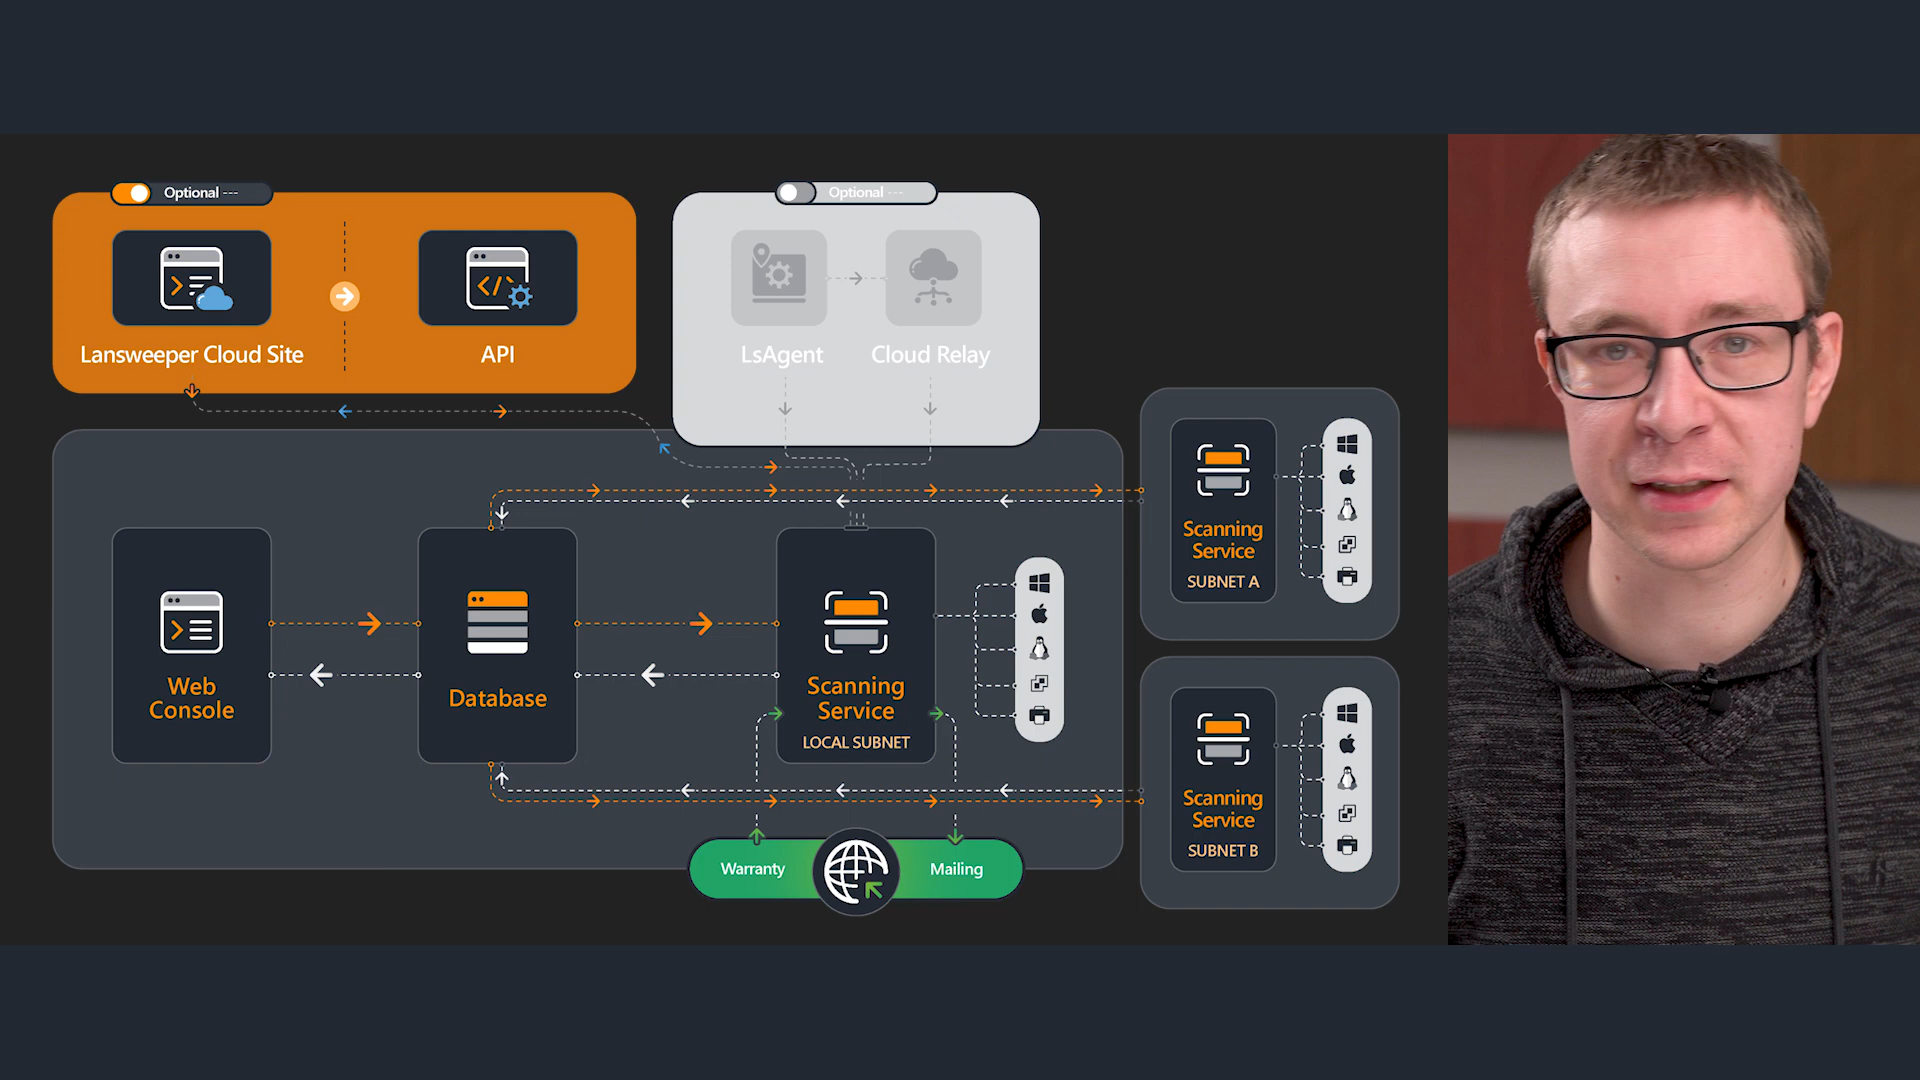 Optional ---
Optional ---
Lansweeper Cloud Site
API
LsAgent
Cloud Relay
Scanning
Service
SUBNET A
Web
Console
Database
Scanning
Service
LOCAL SUBNET
Scanning
Service
SUBNET B
Warranty
Mailing